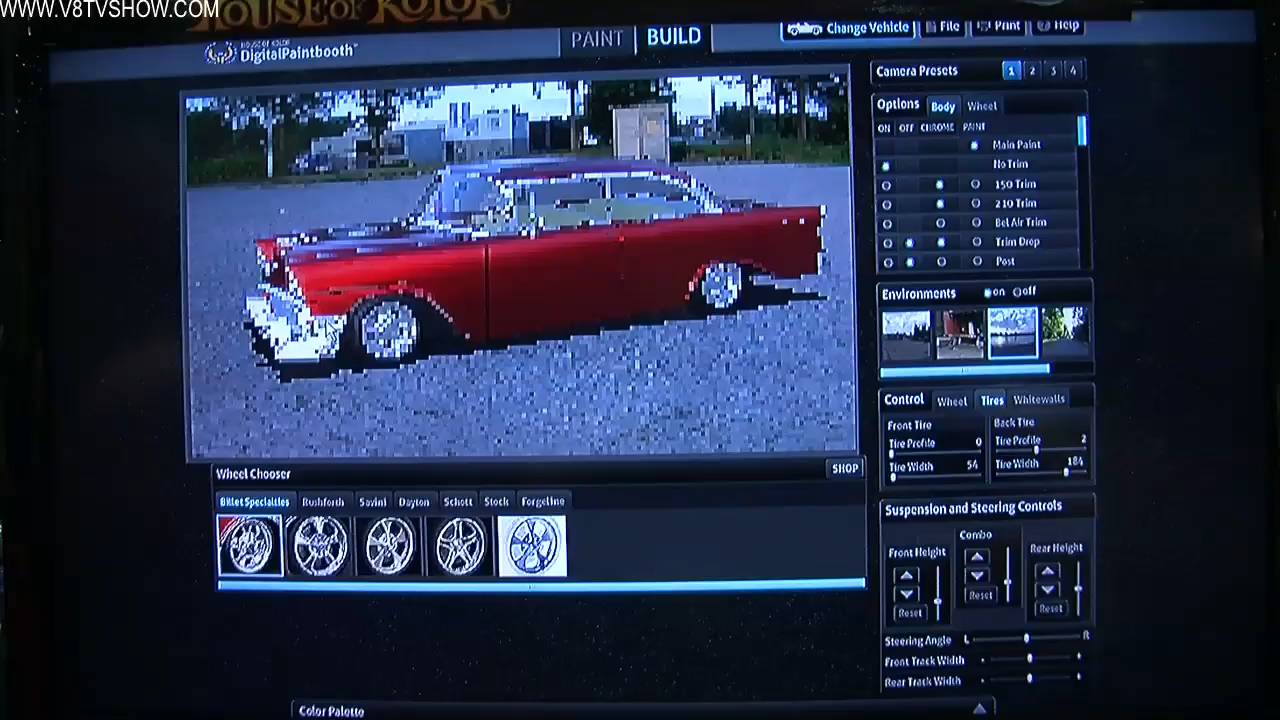 WWW.V8TVSHOW.COM
HOUSE OF KOLOR
HOUSE OF KOLOR
DigitalPaintbooth
PAINT
BUILD
Change Vehicle
File
Print
Help
Camera Presets
1 2 3 4
Options Body Wheel
ON OFF CHROME PAINT
Main Paint
No Trim
150 Trim
210 Trim
Bel Air Trim
Trim Drop
Post
Environments on off
Control Wheel Tires Whitewalls
Front Tire
Tire Profile 0
Tire Width 54
Back Tire
Tire Profile 2
Tire Width 184
Wheel Chooser
SHOP
Billet Specialties Rushforth Savini Dayton Schott Stock Forgeline
Suspension and Steering Controls
Front Height
Reset
Combo
Reset
Rear Height
Reset
Steering Angle L R
Front Track Width - +
Rear Track Width - +
Color Palette